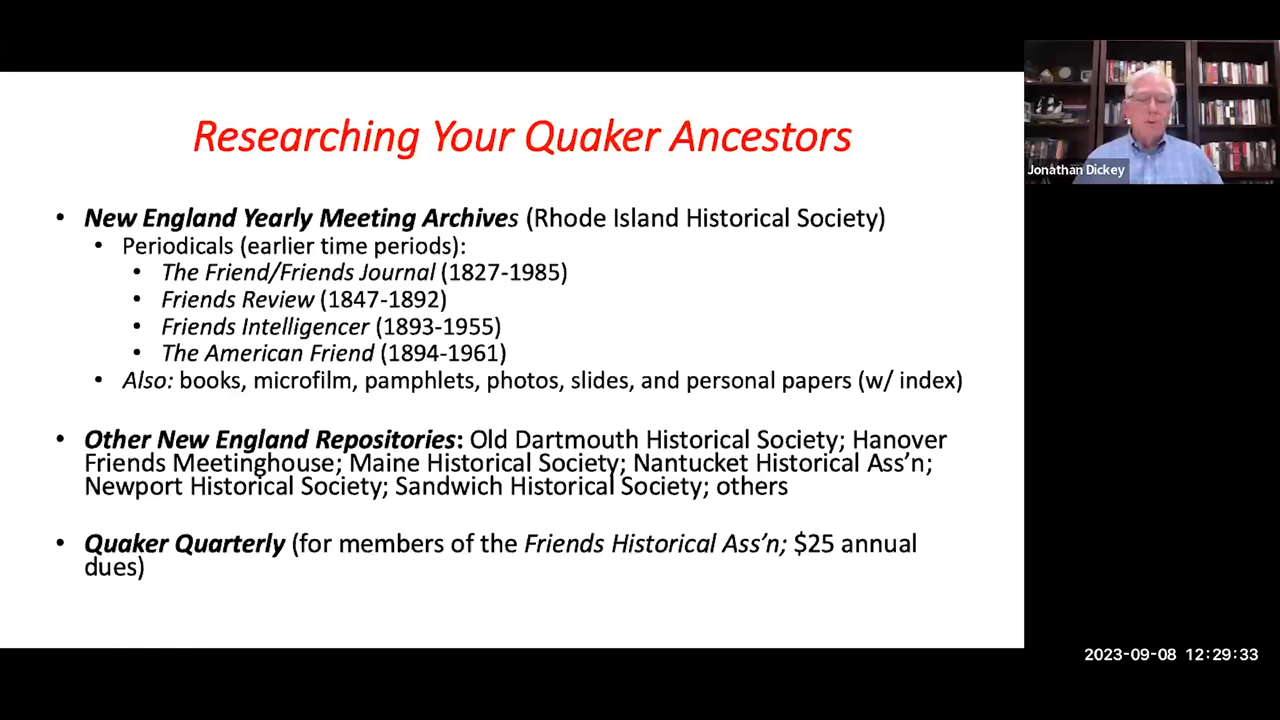 Researching Your Quaker Ancestors
Jonathan Dickey
• New England Yearly Meeting Archives (Rhode Island Historical Society)
• Periodicals (earlier time periods):
• The Friend/Friends Journal (1827-1985)
• Friends Review (1847-1892)
• Friends Intelligencer (1893-1955)
• The American Friend (1894-1961)
• Also: books, microfilm, pamphlets, photos, slides, and personal papers (w/ index)
• Other New England Repositories: Old Dartmouth Historical Society; Hanover
Friends Meetinghouse; Maine Historical Society; Nantucket Historical Ass’n;
Newport Historical Society; Sandwich Historical Society; others
• Quaker Quarterly (for members of the Friends Historical Ass’n; $25 annual
dues)
2023-09-08 12:29:33